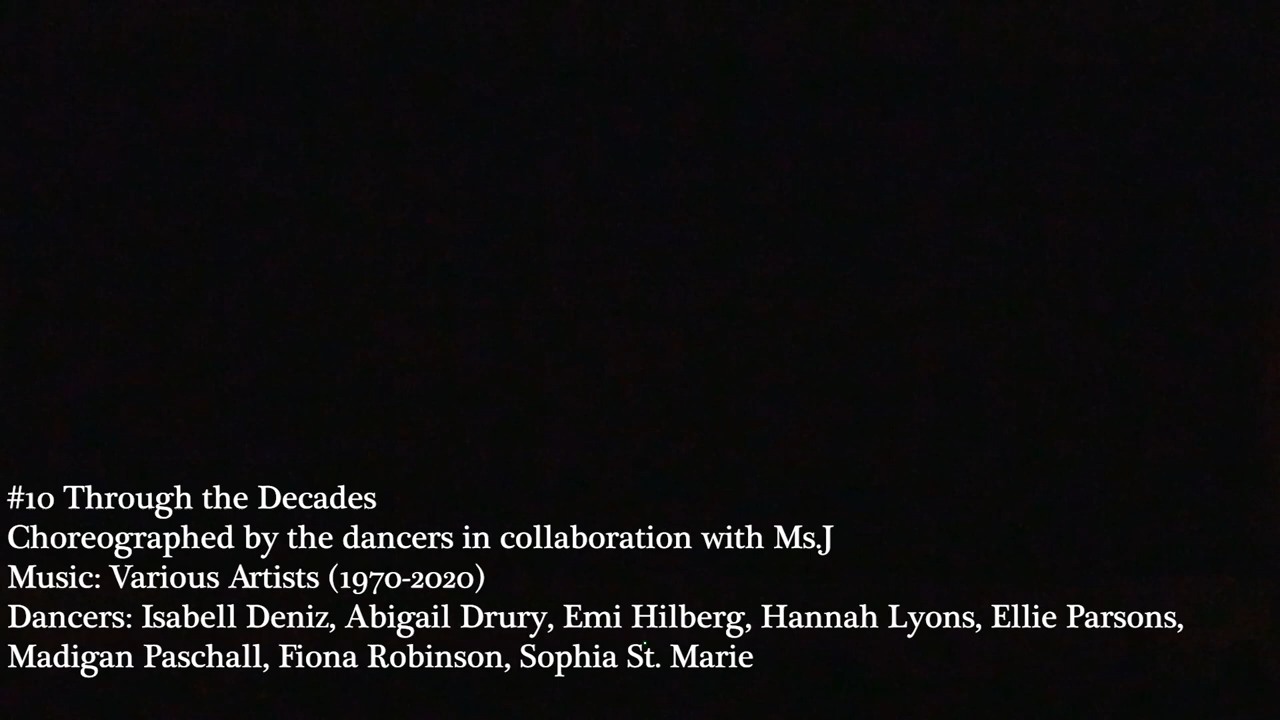 #10 Through the Decades
Choreographed by the dancers in collaboration with Ms.J
Music: Various Artists (1970-2020)
Dancers: Isabell Deniz, Abigail Drury, Emi Hilberg, Hannah Lyons, Ellie Parsons,
Madigan Paschall, Fiona Robinson, Sophia St. Marie